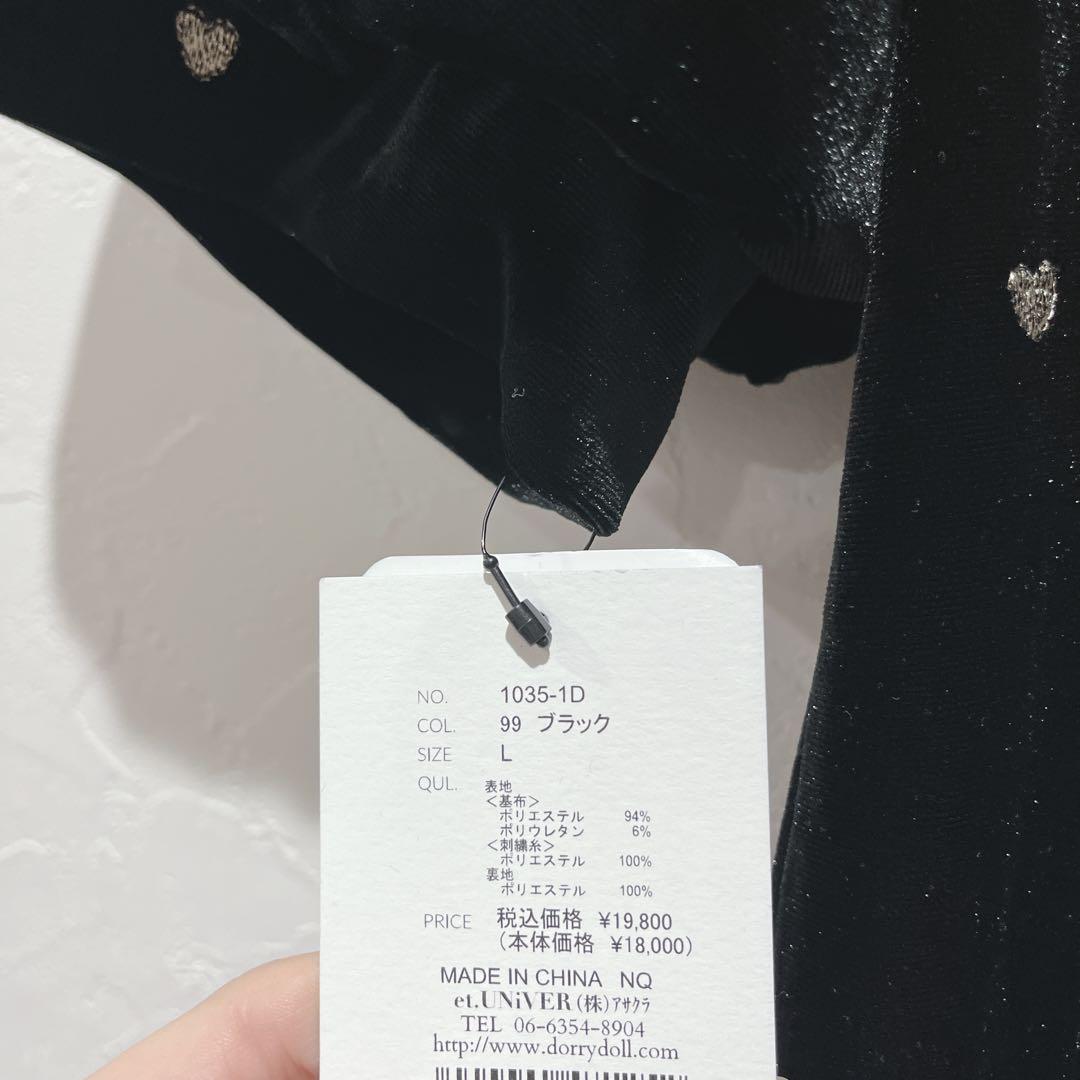 NO. 1035-1D
COL. 99 ブラック
SIZE L
QUL. 表地
<基布>
ポリエステル 94%
ポリウレタン 6%
<刺繍糸>
ポリエステル 100%
裏地
ポリエステル 100%
PRICE 税込価格 ¥19,800
(本体価格 ¥18,000)
MADE IN CHINA NQ
et.UNiVER (株)アサクラ
TEL 06-6354-8904
http://www.dorrydoll.com